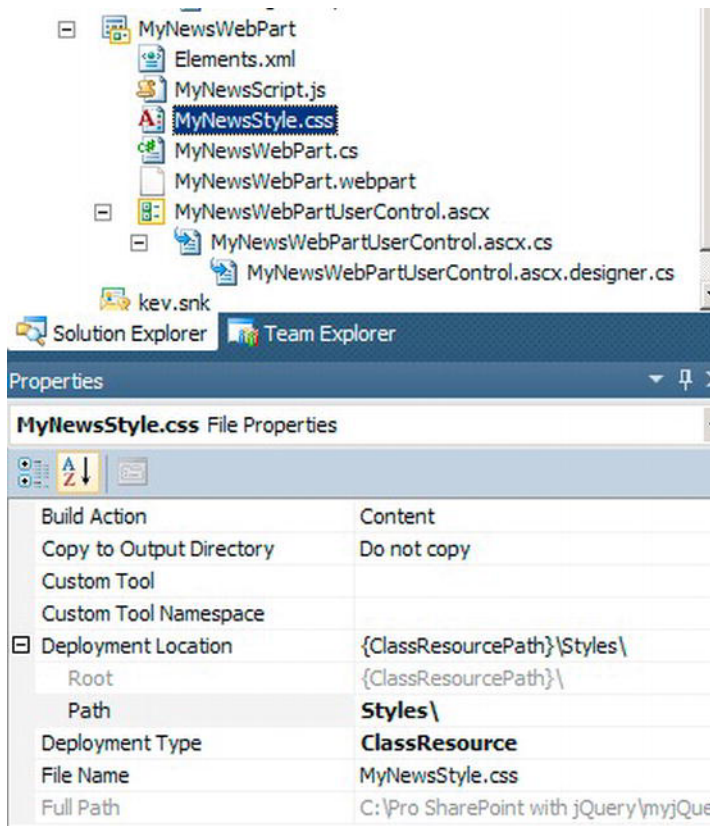 MyNewsWebPart
Elements.xml
MyNewsScript.js
MyNewsStyle.css
MyNewsWebPart.cs
MyNewsWebPart.webpart
MyNewsWebPartUserControl.ascx
MyNewsWebPartUserControl.ascx.cs
MyNewsWebPartUserControl.ascx.designer.cs
kev.snk
Solution Explorer Team Explorer
Properties
MyNewsStyle.css File Properties
Build Action Content
Copy to Output Directory Do not copy
Custom Tool
Custom Tool Namespace
Deployment Location {ClassResourcePath}\Styles\
Root {ClassResourcePath}\
Path Styles\
Deployment Type ClassResource
File Name MyNewsStyle.css
Full Path C:\Pro SharePoint with jQuery\myjQue